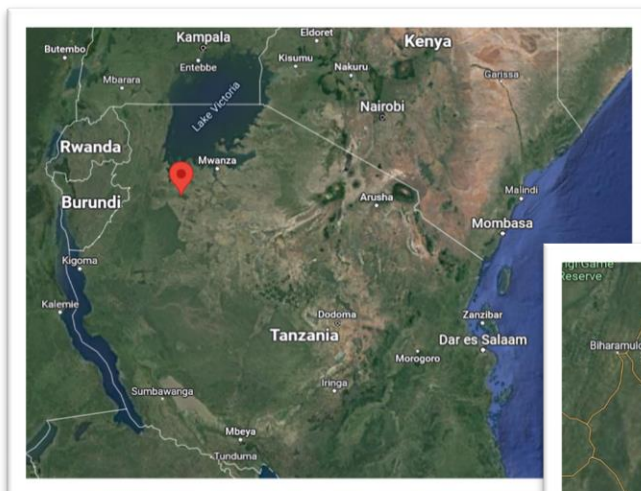 Eldoret
Kampala
Kenya
Butembo
Entebbe
Kisumu
Nakuru
Mbarara
Garissa
Lake Victoria
Nairobi
Rwanda
Mwanza
Burundi
Arusha
Malindi
Mombasa
Kigoma
Game
Reserve
Kalemie
Dodoma
Zanzibar
Tanzania
Dar es Salaam
Morogoro
Iringa
Sumbawanga
Mbeya
Tunduma